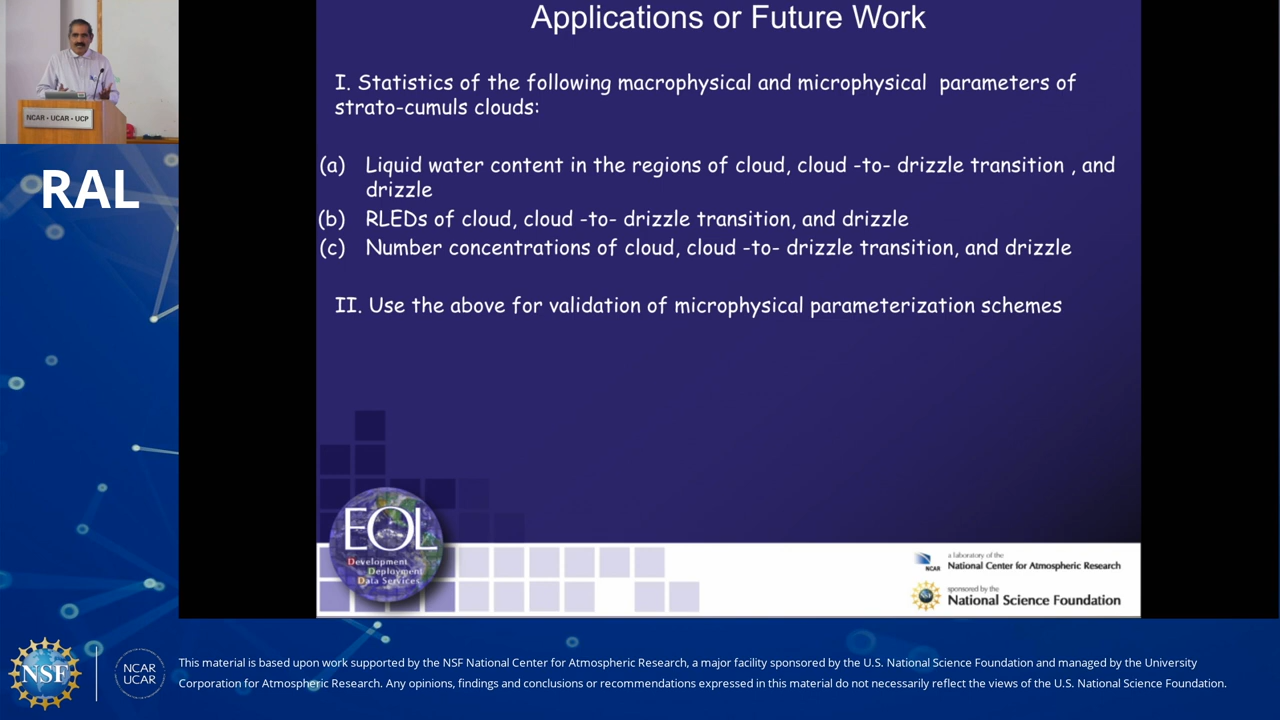 Applications or Future Work
I. Statistics of the following macrophysical and microphysical parameters of
strato-cumuls clouds:
(a) Liquid water content in the regions of cloud, cloud -to- drizzle transition , and
drizzle
(b) RLEDs of cloud, cloud -to- drizzle transition, and drizzle
(c) Number concentrations of cloud, cloud -to- drizzle transition, and drizzle
II. Use the above for validation of microphysical parameterization schemes
NCAR • UCAR • UCP
RAL
EOL
Development
Deployment
Data Services
NCAR
a laboratory of the
National Center for Atmospheric Research
NSF
sponsored by the
National Science Foundation
NSF
NCAR
UCAR
This material is based upon work supported by the NSF National Center for Atmospheric Research, a major facility sponsored by the U.S. National Science Foundation and managed by the University
Corporation for Atmospheric Research. Any opinions, findings and conclusions or recommendations expressed in this material do not necessarily reflect the views of the U.S. National Science Foundation.